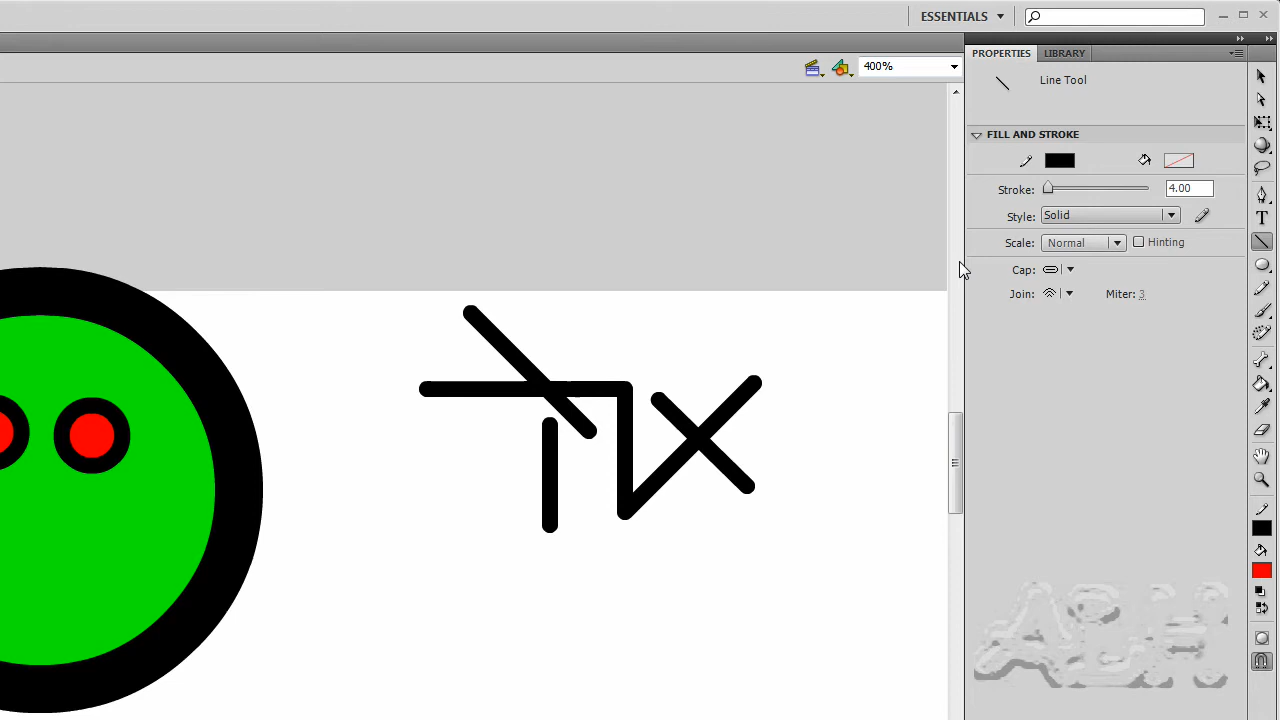 ESSENTIALS
PROPERTIES LIBRARY
400%
Line Tool
FILL AND STROKE
Stroke: 4.00
Style: Solid
Scale: Normal Hinting
Cap:
Join: Miter: 3
T